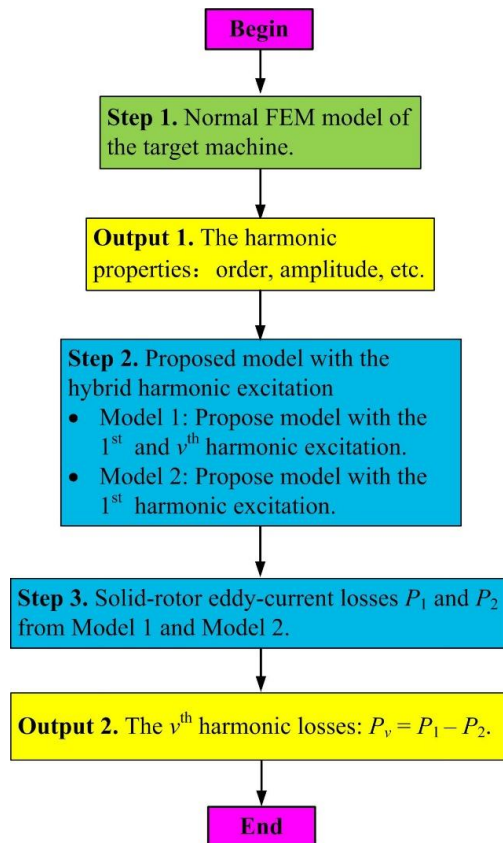 Begin
Step 1. Normal FEM model of
the target machine.
Output 1. The harmonic
properties: order, amplitude, etc.
Step 2. Proposed model with the
hybrid harmonic excitation
• Model 1: Propose model with the
1st and vth harmonic excitation.
• Model 2: Propose model with the
1st harmonic excitation.
Step 3. Solid-rotor eddy-current losses P1 and P2
from Model 1 and Model 2.
Output 2. The vth harmonic losses: Pv = P1 – P2.
End